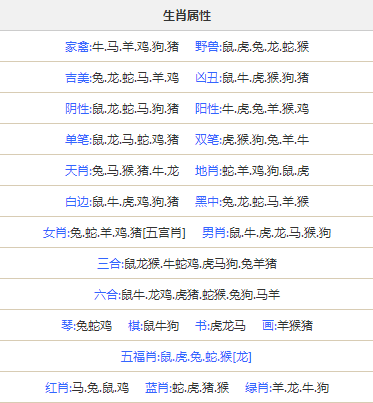 生肖属性
家禽:牛.马.羊.鸡.狗.猪 野兽:鼠.虎.兔.龙.蛇.猴
吉美:兔.龙.蛇.马.羊.鸡 凶丑:鼠.牛.虎.猴.狗.猪
阴性:鼠.龙.蛇.马.狗.猪 阳性:牛.虎.兔.羊.猴.鸡
单笔:鼠.龙.马.蛇.鸡.猪 双笔:虎.猴.狗.兔.羊.牛
天肖:兔.马.猴.猪.牛.龙 地肖:蛇.羊.鸡.狗.鼠.虎
白边:鼠.牛.虎.鸡.狗.猪 黑中:兔.龙.蛇.马.羊.猴
女肖:兔.蛇.羊.鸡.猪[五宫肖] 男肖:鼠.牛.虎.龙.马.猴.狗
三合:鼠龙猴.牛蛇鸡.虎马狗.兔羊猪
六合:鼠牛.龙鸡.虎猪.蛇猴.兔狗.马羊
琴:兔蛇鸡 棋:鼠牛狗 书:虎龙马 画:羊猴猪
五福肖:鼠.虎.兔.蛇.猴[龙]
红肖:马.兔.鼠.鸡 蓝肖:蛇.虎.猪.猴 绿肖:羊.龙.牛.狗